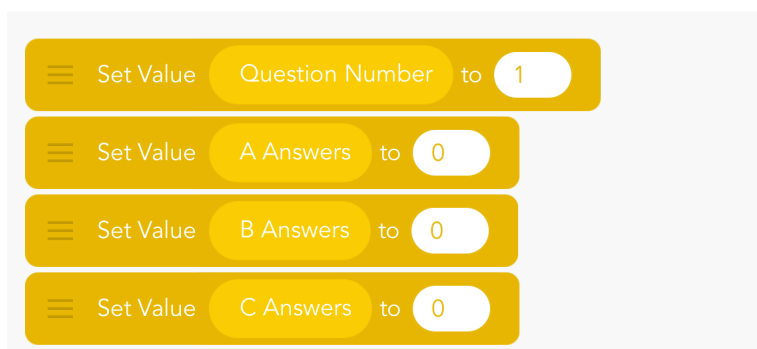 Set Value Question Number to 1
Set Value A Answers to 0
Set Value B Answers to 0
Set Value C Answers to 0